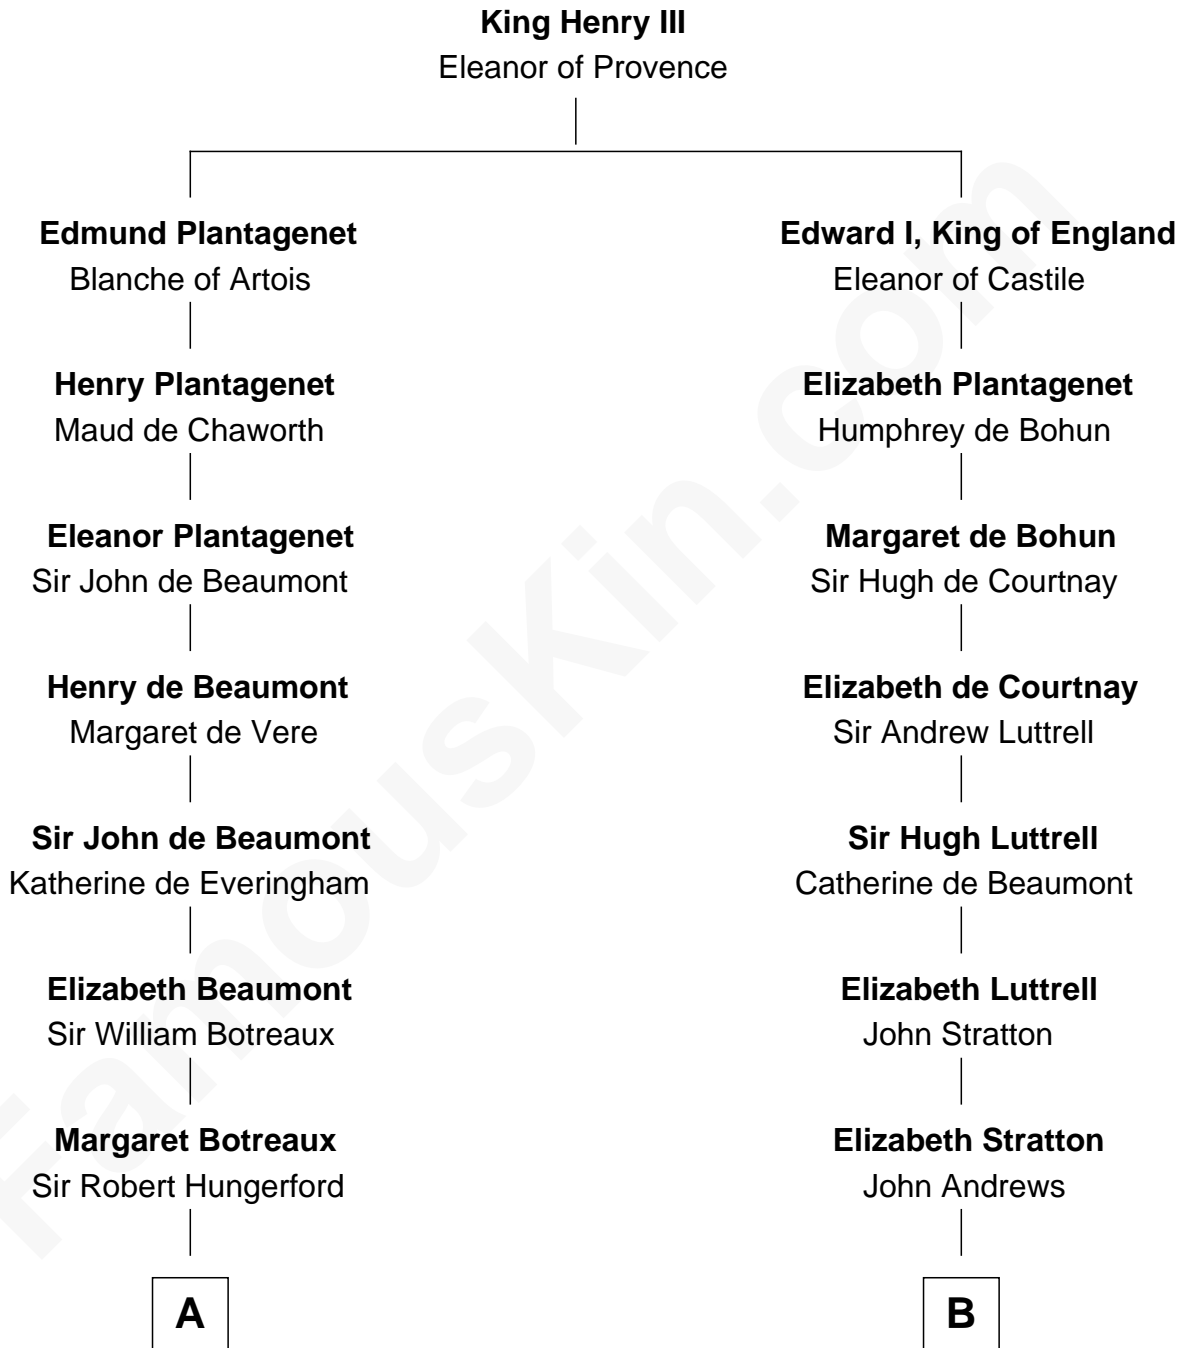 King Henry III
Eleanor of Provence
Edmund Plantagenet
Blanche of Artois
Henry Plantagenet
Maud de Chaworth
Eleanor Plantagenet
Sir John de Beaumont
Henry de Beaumont
Margaret de Vere
Sir John de Beaumont
Katherine de Everingham
Elizabeth Beaumont
Sir William Botreaux
Margaret Botreaux
Sir Robert Hungerford
A
Edward I, King of England
Eleanor of Castile
Elizabeth Plantagenet
Humphrey de Bohun
Margaret de Bohun
Sir Hugh de Courtnay
Elizabeth de Courtnay
Sir Andrew Luttrell
Sir Hugh Luttrell
Catherine de Beaumont
Elizabeth Luttrell
John Stratton
Elizabeth Stratton
John Andrews
B
FamousKin.com